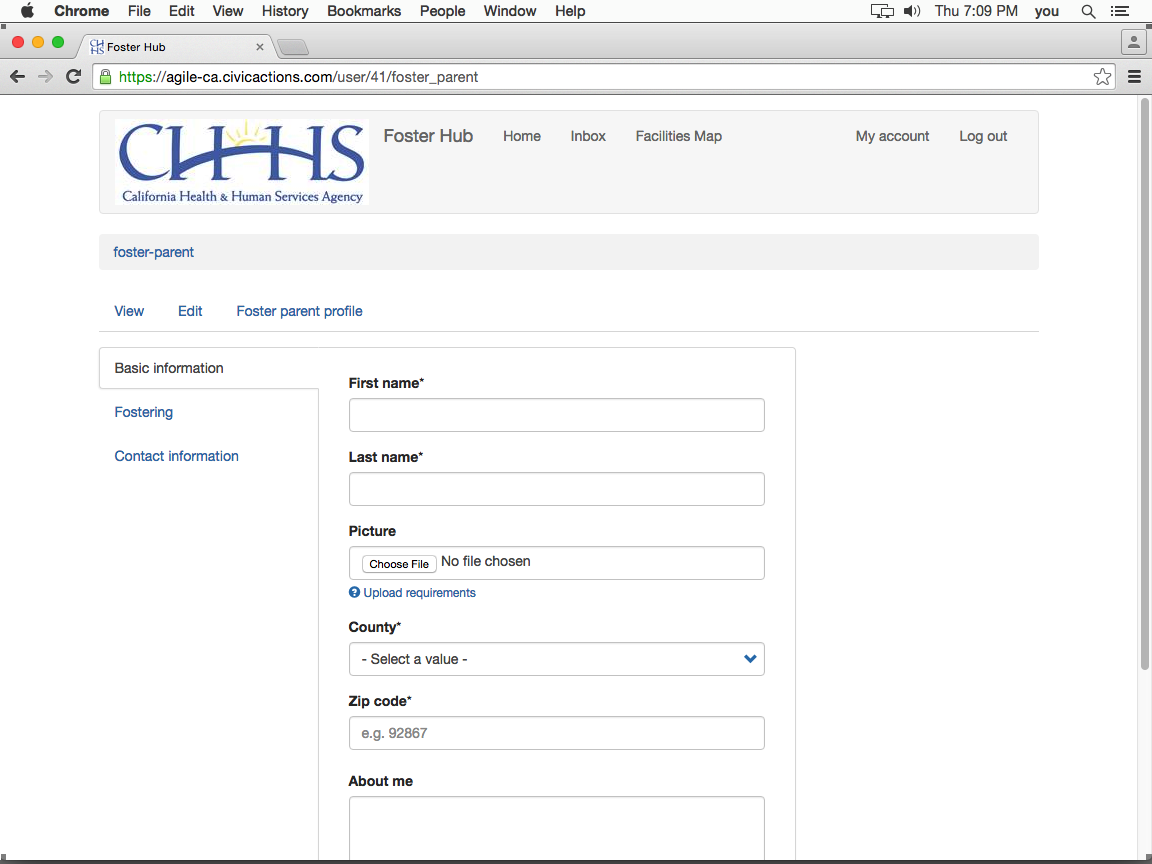 Chrome File Edit View History Bookmarks People Window Help Thu 7:09 PM you
CHHS Foster Hub
https://agile-ca.civicactions.com/user/41/foster_parent
CHHS
California Health & Human Services Agency
Foster Hub Home Inbox Facilities Map My account Log out
foster-parent
View Edit Foster parent profile
Basic information
Fostering
Contact information
First name*
Last name*
Picture
Choose File No file chosen
Upload requirements
County*
- Select a value -
Zip code*
e.g. 92867
About me